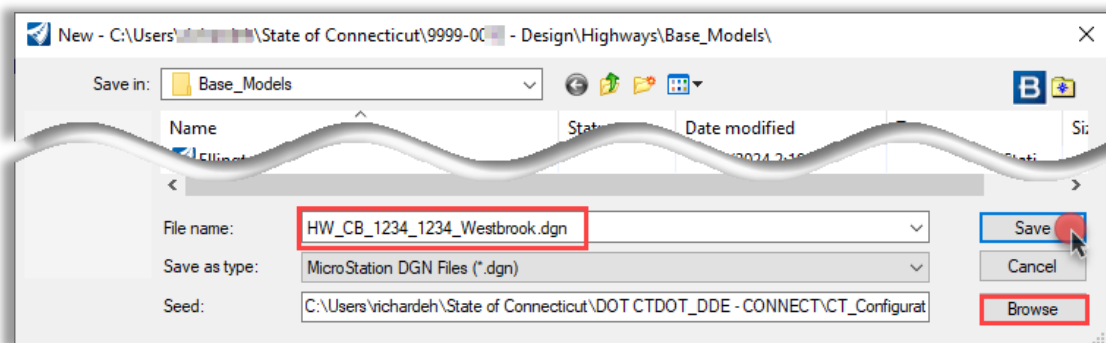 New - C:\Users\ \State of Connecticut\9999-00 - Design\Highways\Base_Models\
Save in: Base_Models
B
Name Date modified
File name: HW_CB_1234_1234_Westbrook.dgn Save
Save as type: MicroStation DGN Files (*.dgn) Cancel
Seed: C:\Users\richardeh\State of Connecticut\DOT CTDOT_DDE - CONNECT\CT_Configurat Browse